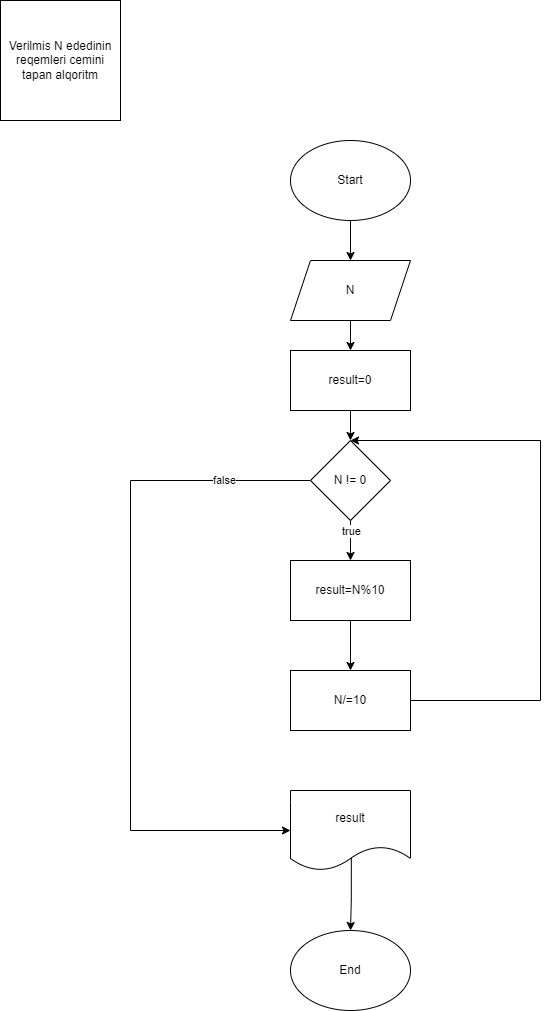 Verilmis N ededinin
reqemleri cemini
tapan alqoritm
Start
N
result=0
N != 0
false
true
result=N%10
N/=10
result
End